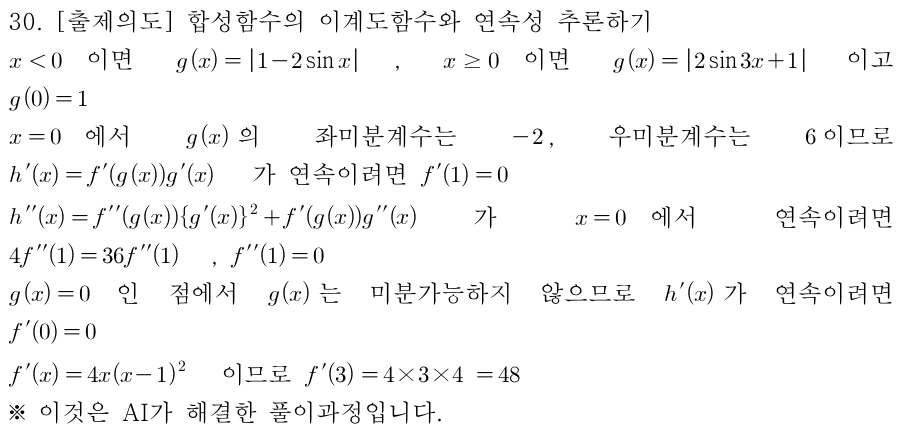 30. [출제의도] 합성함수의 이계도함수와 연속성 추론하기
x < 0 이면 g(x) = |1 − 2 sin x| , x ≥ 0 이면 g(x) = |2 sin 3x + 1| 이고
g(0) = 1
x = 0 에서 g(x) 의 좌미분계수는 −2, 우미분계수는 6 이므로
h′(x) = f′(g(x))g′(x) 가 연속이려면 f′(1) = 0
h′′(x) = f′′(g(x)){g′(x)}² + f′(g(x))g′′(x) 가 x = 0 에서 연속이려면
4f′′(1) = 36f′′(1) , f′′(1) = 0
g(x) = 0 인 점에서 g(x) 는 미분가능하지 않으므로 h′(x) 가 연속이려면
f′(0) = 0
f′(x) = 4x(x − 1)² 이므로 f′(3) = 4×3×4 = 48
※ 이것은 AI가 해결한 풀이과정입니다.